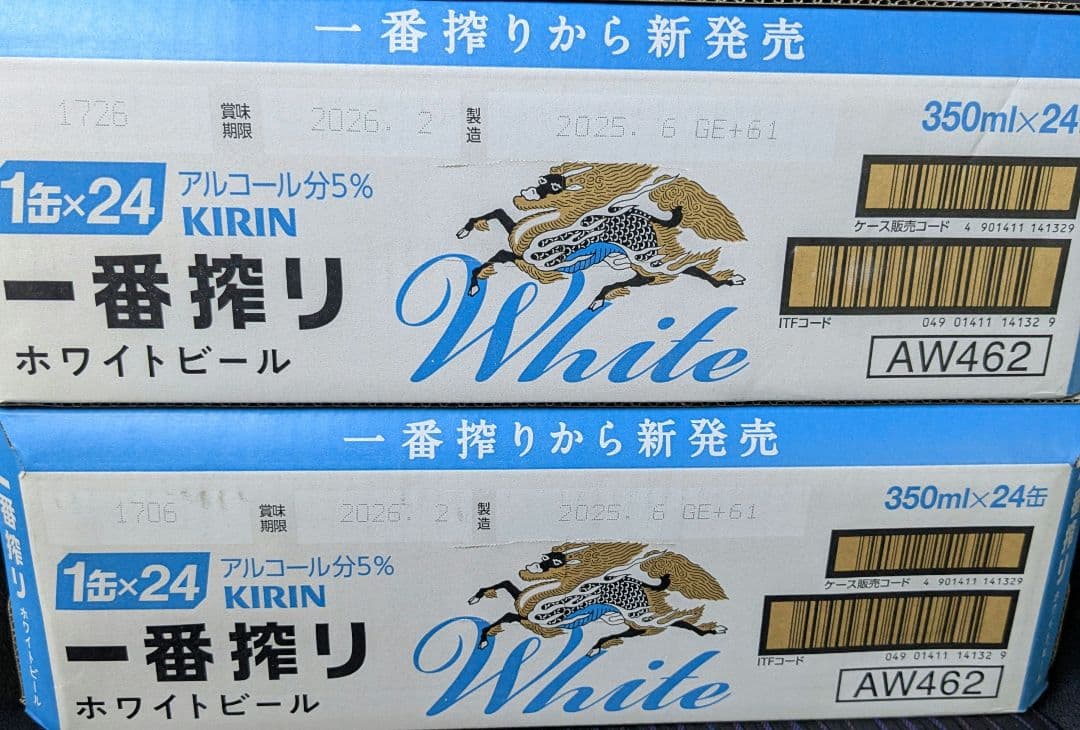 一番搾りから新発売
1726 賞味期限 2026. 2 製造 2025. 6 GE+61
350ml×24
1缶×24
アルコール分5%
KIRIN
一番搾り
ホワイトビール
White
ケース販売コード 4 901411 141329
ITFコード 049 01411 14132 9
AW462
一番搾りから新発売
1706 賞味期限 2026. 2 製造 2025. 6 GE+61
350ml×24缶
1缶×24
アルコール分5%
KIRIN
一番搾り
ホワイトビール
White
ケース販売コード 4 901411 141329
ITFコード 049 01411 14132 9
AW462
一番搾り
ホワイトビール